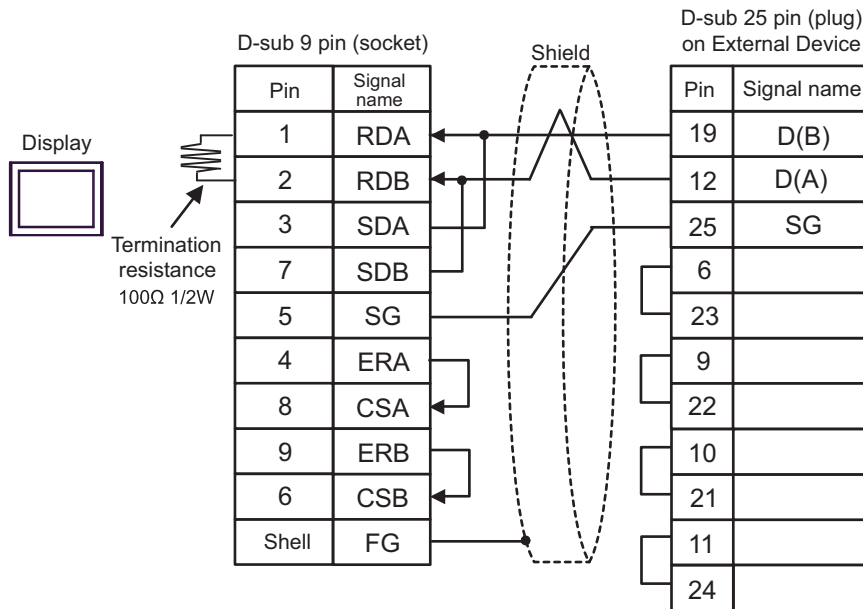 D-sub 25 pin (plug)
on External Device
D-sub 9 pin (socket)
Shield
Pin Signal name
1 RDA
2 RDB
3 SDA
7 SDB
5 SG
4 ERA
8 CSA
9 ERB
6 CSB
Shell FG
Display
Termination
resistance
100Ω 1/2W
Pin Signal name
19 D(B)
12 D(A)
25 SG
6
23
9
22
10
21
11
24